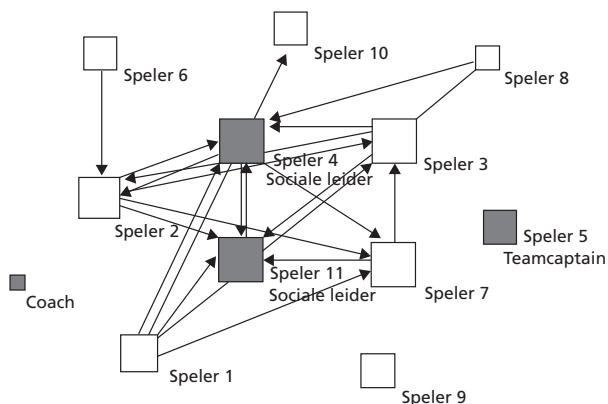 Speler 10
Speler 6
Speler 8
Speler 4
Sociale leider
Speler 3
Speler 2
Speler 5
Teamcaptain
Speler 11
Sociale leider
Speler 7
Coach
Speler 1
Speler 9